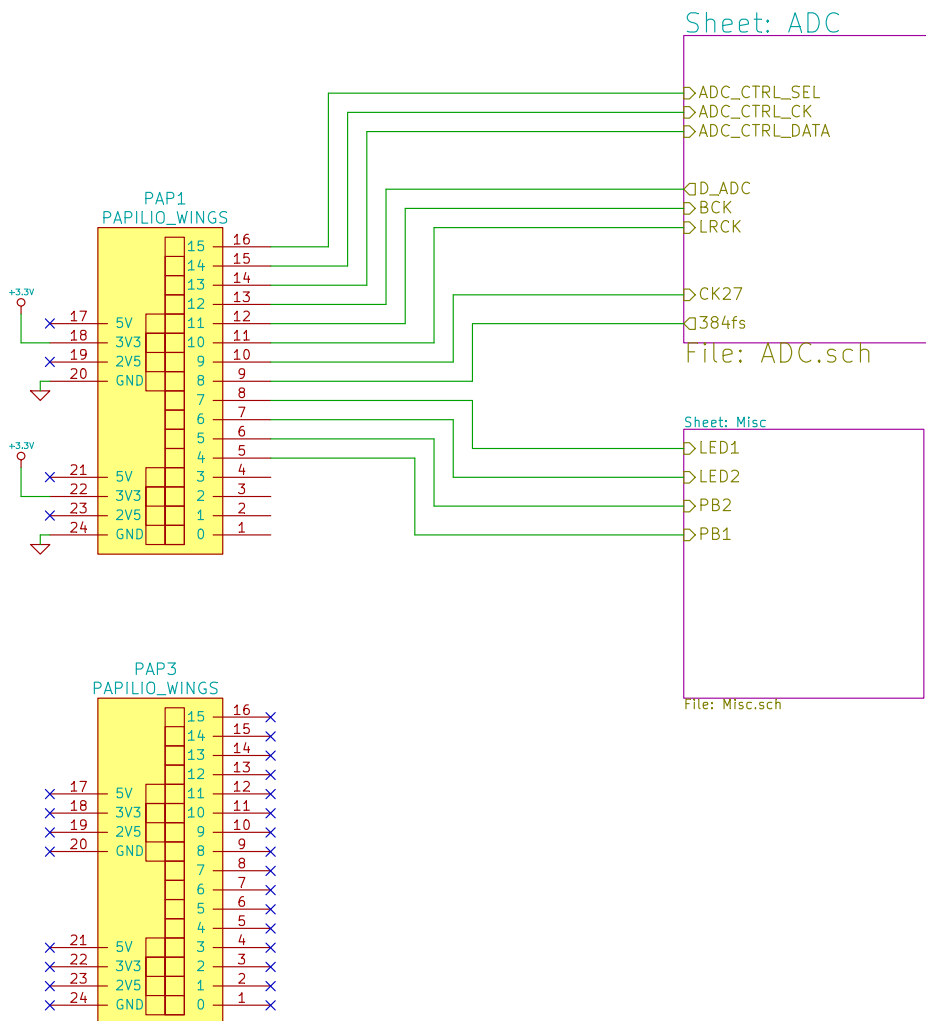 Sheet: ADC
ADC_CTRL_SEL
ADC_CTRL_CK
ADC_CTRL_DATA
D_ADC
BCK
LRCK
CK27
384fs
File: ADC.sch
PAP1
PAPILIO_WINGS
15 16
14 15
13 14
12 13
+3.3V
17 5V 11 12
18 3V3 10 11
19 2V5 9 10
20 GND 8 9
7 8
6 7
5 6
4 5
+3.3V
21 5V 3 4
22 3V3 2 3
23 2V5 1 2
24 GND 0 1
Sheet: Misc
LED1
LED2
PB2
PB1
File: Misc.sch
PAP3
PAPILIO_WINGS
15 16
14 15
13 14
12 13
17 5V 11 12
18 3V3 10 11
19 2V5 9 10
20 GND 8 9
7 8
6 7
5 6
4 5
21 5V 3 4
22 3V3 2 3
23 2V5 1 2
24 GND 0 1